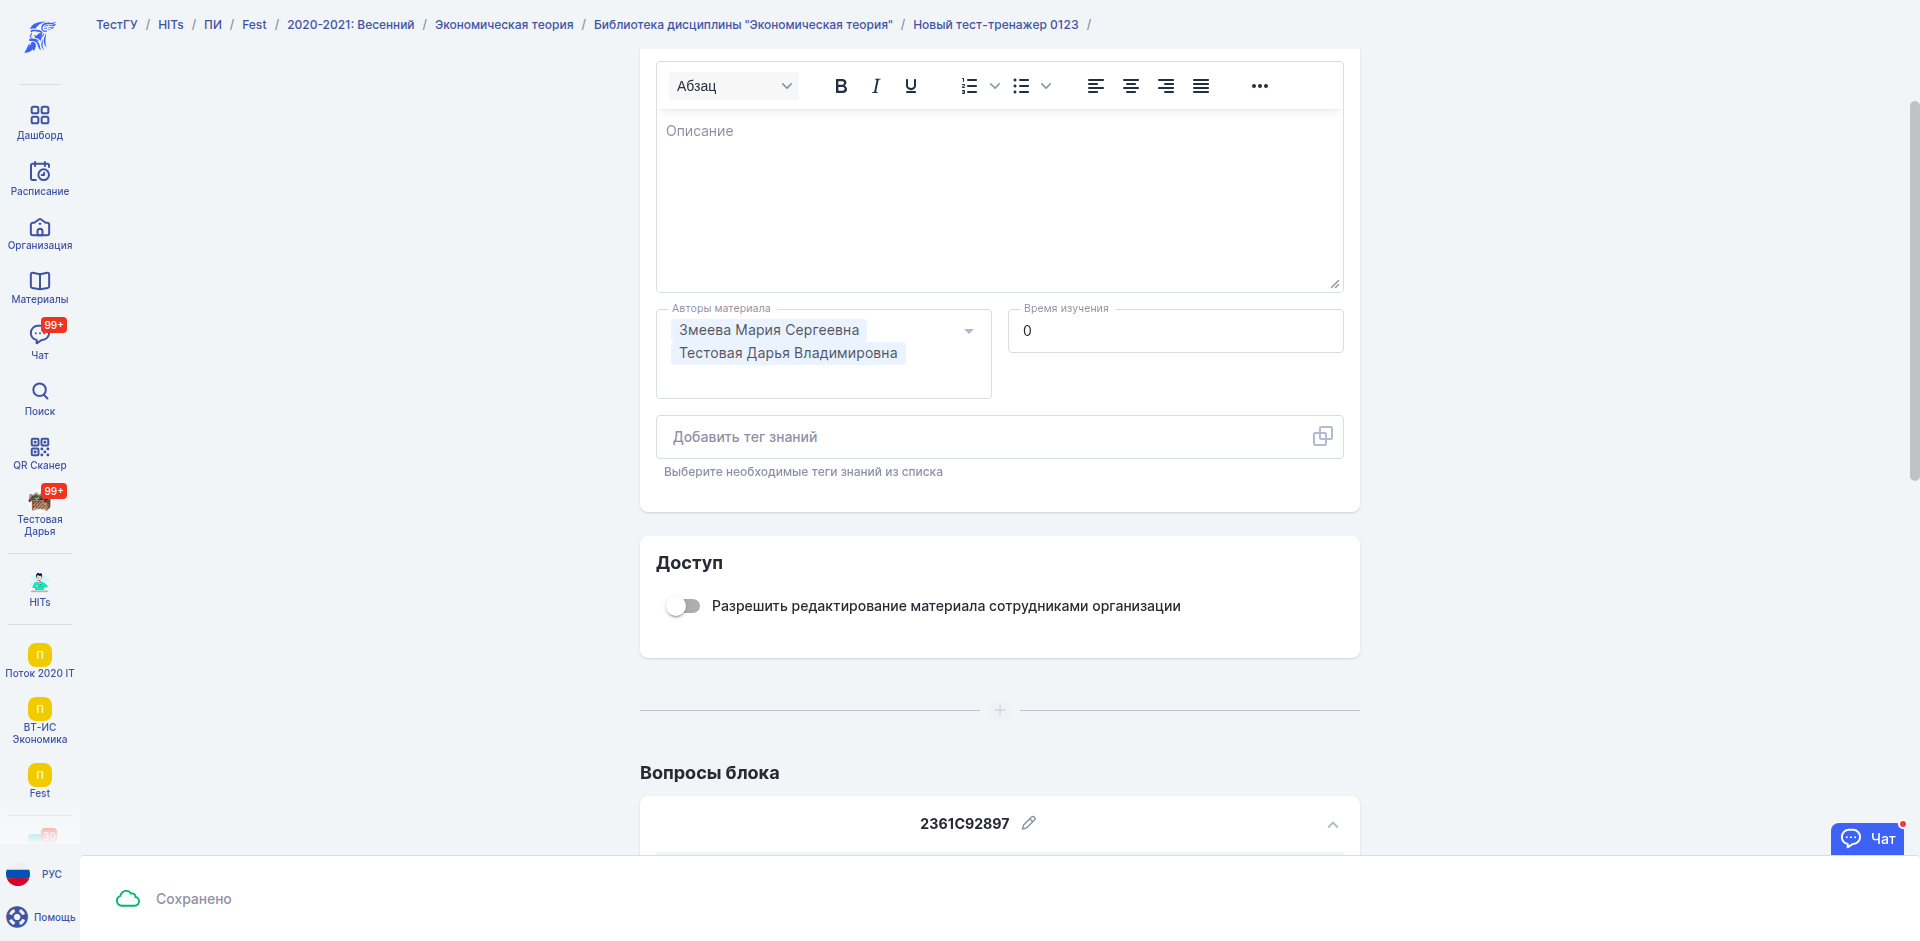 ТестГУ / HITs / ПИ / Fest / 2020-2021: Весенний / Экономическая теория / Библиотека дисциплины "Экономическая теория" / Новый тест-тренажер 0123 /
Дашборд
Расписание
Организация
Материалы
99+
Чат
Поиск
QR Сканер
99+
Тестовая
Дарья
HITs
П
Поток 2020 IT
П
ВТ-ИС
Экономика
П
Fest
30
РУС
Помощь
Абзац
B I U
Описание
Авторы материала
Змеева Мария Сергеевна
Тестовая Дарья Владимировна
Время изучения
0
Добавить тег знаний
Выберите необходимые теги знаний из списка
Доступ
Разрешить редактирование материала сотрудниками организации
Вопросы блока
2361C92897
Чат
Сохранено